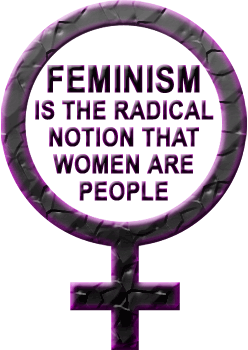 FEMINISM
IS THE RADICAL
NOTION THAT
WOMEN ARE
PEOPLE